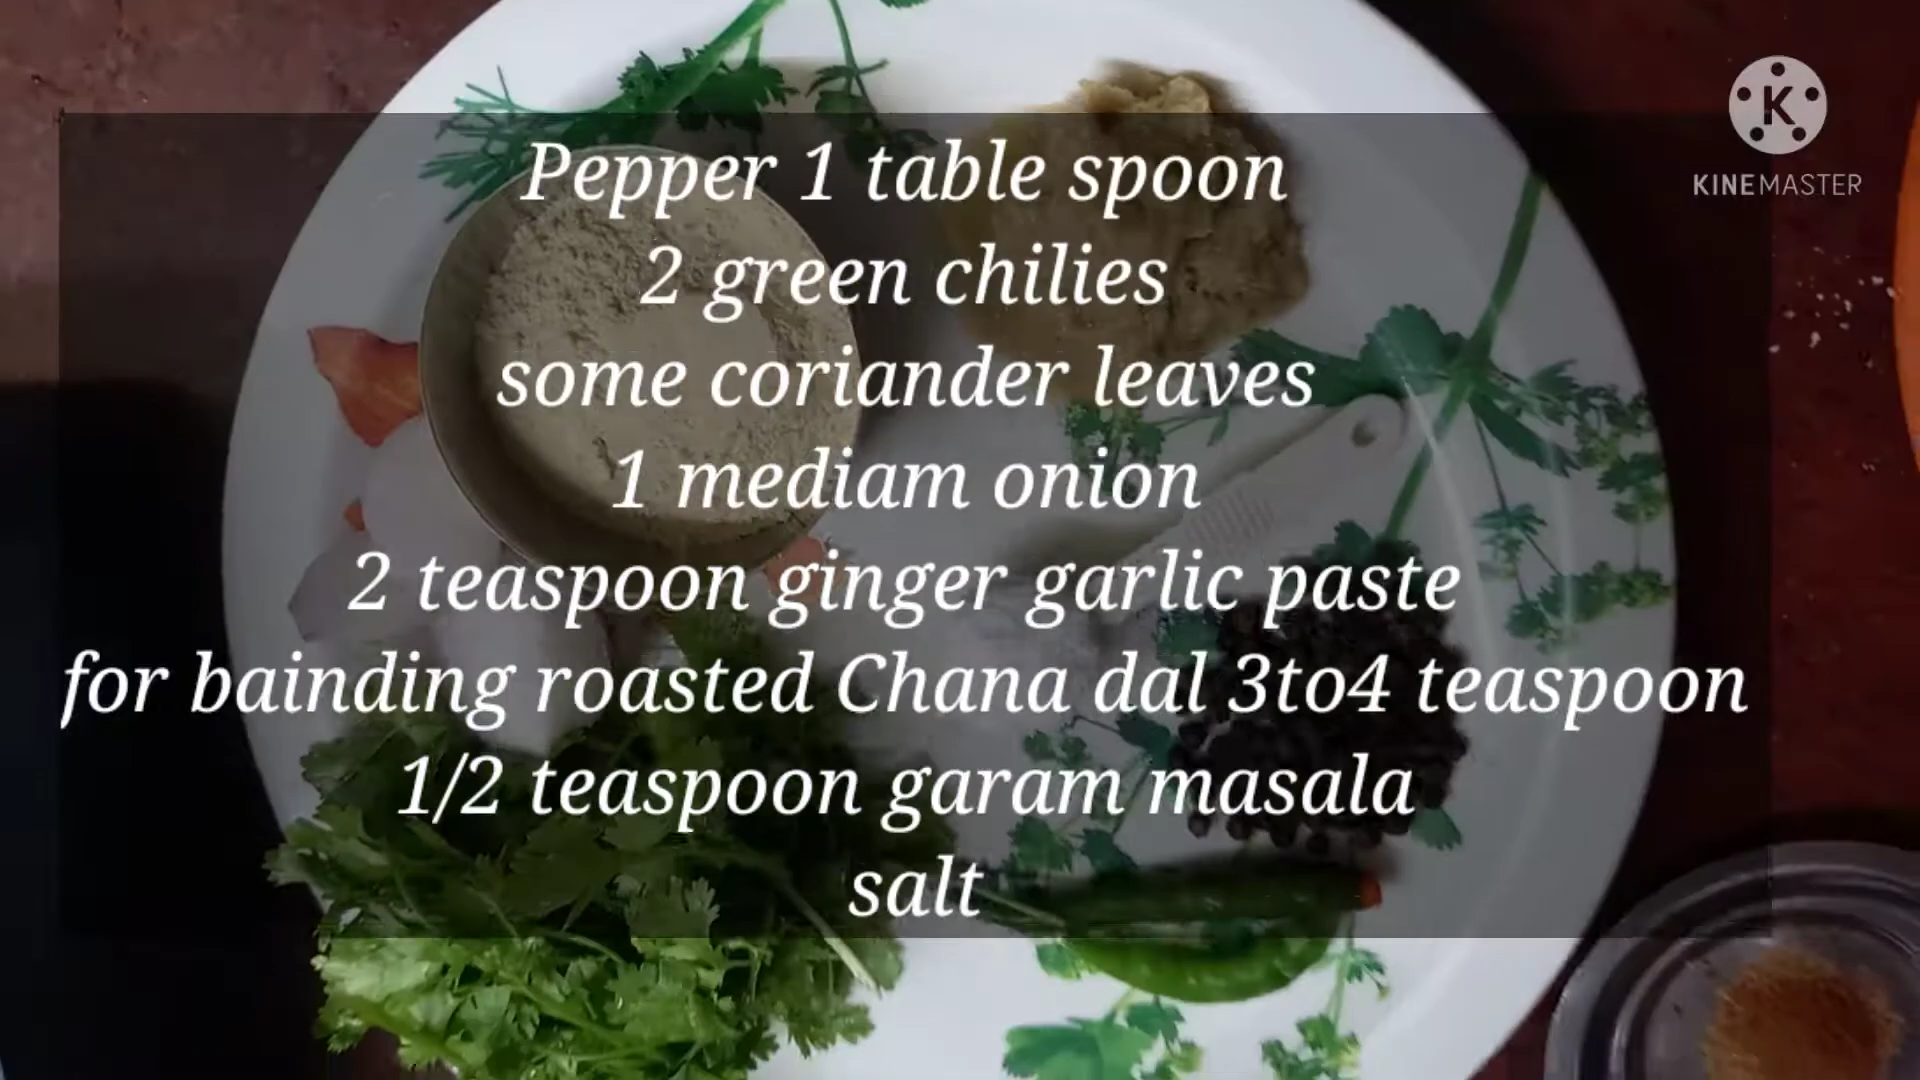 Pepper 1 table spoon
2 green chilies
some coriander leaves
1 mediam onion
2 teaspoon ginger garlic paste
for bainding roasted Chana dal 3to4 teaspoon
1/2 teaspoon garam masala
salt
K
KINEMASTER